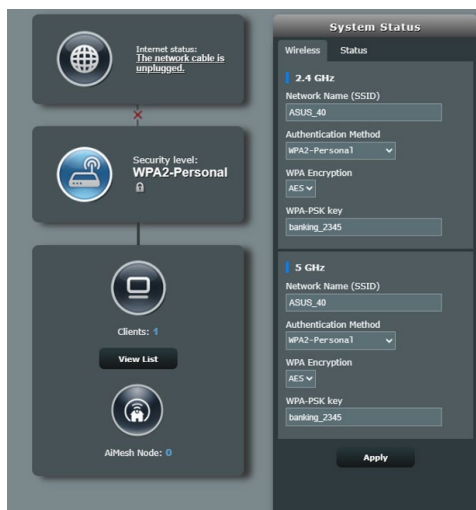 Internet status:
The network cable is
unplugged.
Security level:
WPA2-Personal
Clients: 1
View List
AiMesh Node: 0
System Status
Wireless Status
2.4 GHz
Network Name (SSID)
ASUS_40
Authentication Method
WPA2-Personal
WPA Encryption
AES
WPA-PSK key
banking_2345
5 GHz
Network Name (SSID)
ASUS_40
Authentication Method
WPA2-Personal
WPA Encryption
AES
WPA-PSK key
banking_2345
Apply